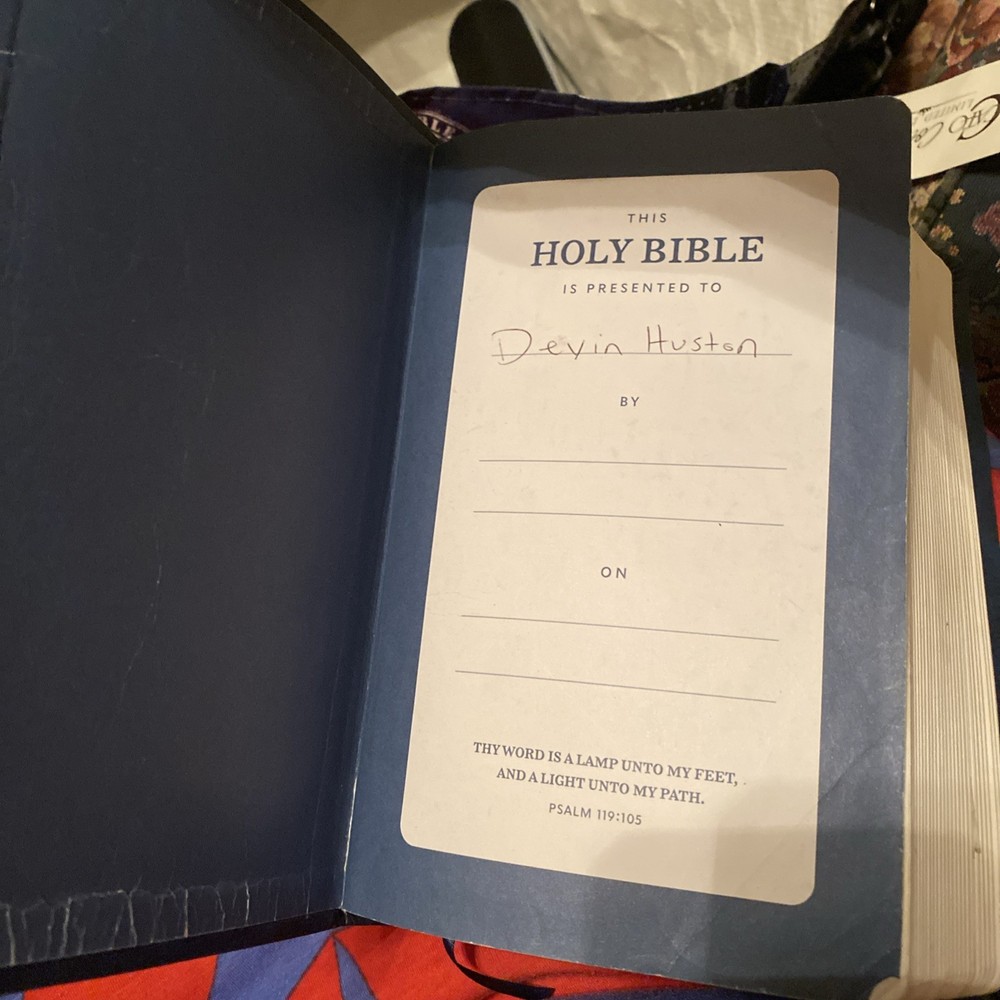 THIS
HOLY BIBLE
IS PRESENTED TO
Devin Huston
BY
ON
THY WORD IS A LAMP UNTO MY FEET,
AND A LIGHT UNTO MY PATH.
PSALM 119:105